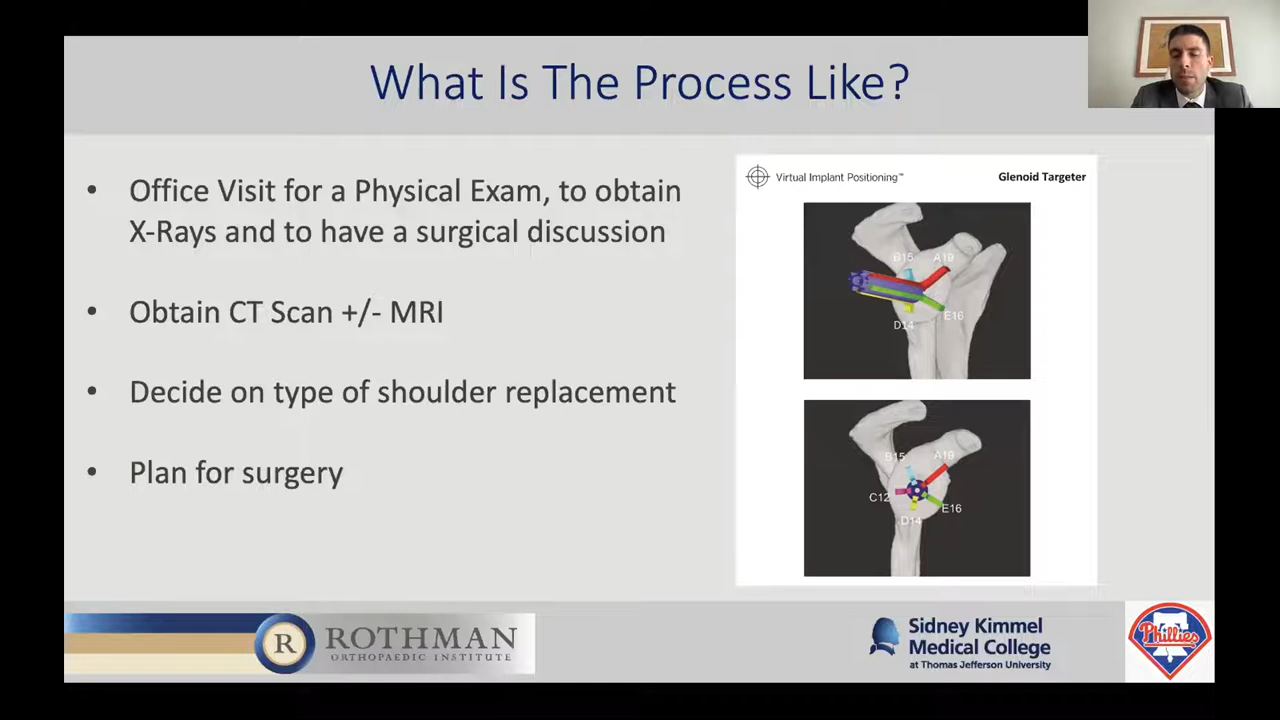 What Is The Process Like?
• Office Visit for a Physical Exam, to obtain
X-Rays and to have a surgical discussion
• Obtain CT Scan +/- MRI
• Decide on type of shoulder replacement
• Plan for surgery
Virtual Implant Positioning™
Glenoid Targeter
B15
A19
D14
E16
B15
A19
C12
E16
D14
R
ROTHMAN
ORTHOPAEDIC INSTITUTE
Sidney Kimmel
Medical College
at Thomas Jefferson University
Phillies